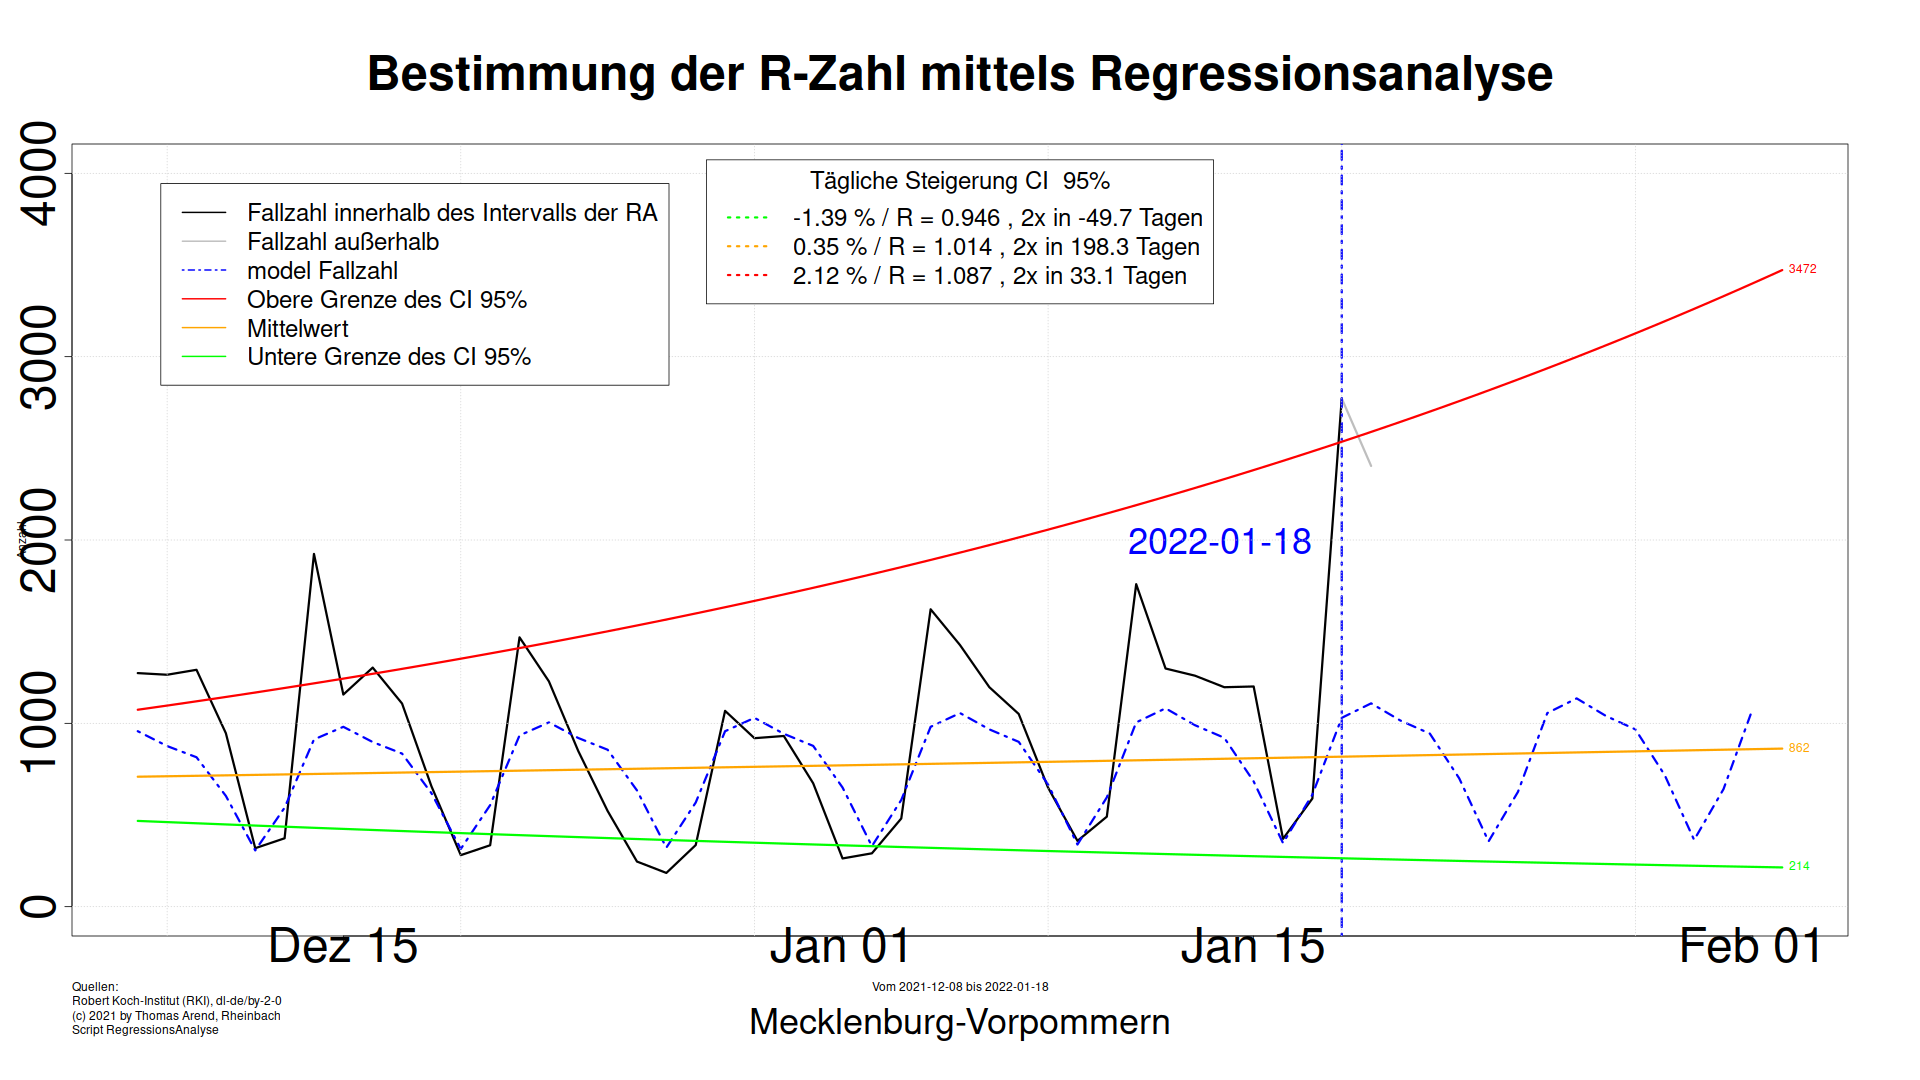 Bestimmung der R-Zahl mittels Regressionsanalyse
Anzahl
4000
3000
2000
1000
0
Fallzahl innerhalb des Intervalls der RA
Fallzahl außerhalb
model Fallzahl
Obere Grenze des CI 95%
Mittelwert
Untere Grenze des CI 95%
Tägliche Steigerung CI  95%
-1.39 % / R = 0.946 , 2x in -49.7 Tagen
0.35 % / R = 1.014 , 2x in 198.3 Tagen
2.12 % / R = 1.087 , 2x in 33.1 Tagen
3472
2022-01-18
862
214
Dez 15 Jan 01 Jan 15 Feb 01
Quellen:
Robert Koch-Institut (RKI), dl-de/by-2-0
(c) 2021 by Thomas Arend, Rheinbach
Script RegressionsAnalyse
Vom 2021-12-08 bis 2022-01-18
Mecklenburg-Vorpommern